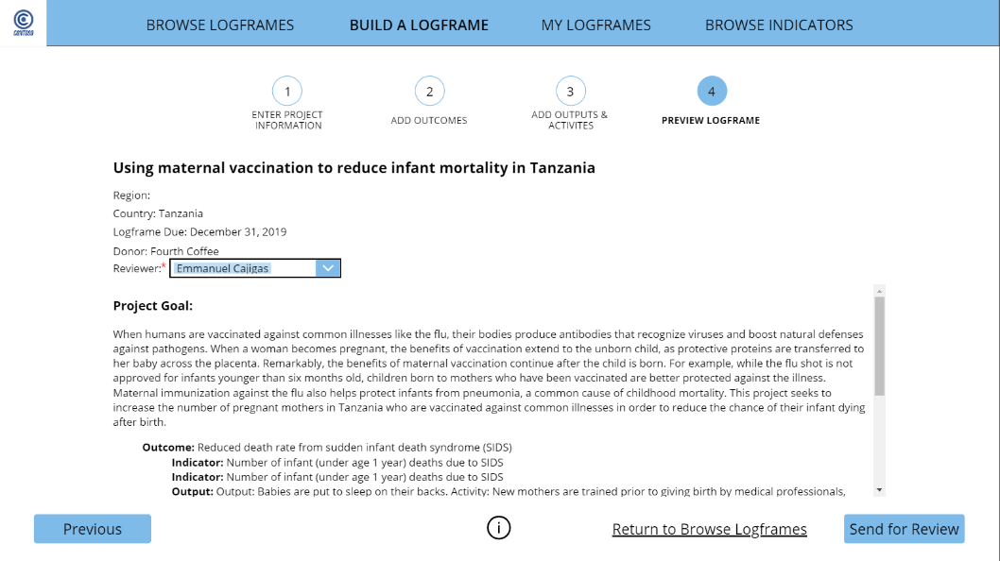 CONTOSO
BROWSE LOGFRAMES
BUILD A LOGFRAME
MY LOGFRAMES
BROWSE INDICATORS
1
ENTER PROJECT
INFORMATION
2
ADD OUTCOMES
3
ADD OUTPUTS &
ACTIVITES
4
PREVIEW LOGFRAME
Using maternal vaccination to reduce infant mortality in Tanzania
Region:
Country: Tanzania
Logframe Due: December 31, 2019
Donor: Fourth Coffee
Reviewer:* Emmanuel Cajigas
Project Goal:
When humans are vaccinated against common illnesses like the flu, their bodies produce antibodies that recognize viruses and boost natural defenses
against pathogens. When a woman becomes pregnant, the benefits of vaccination extend to the unborn child, as protective proteins are transferred to
her baby across the placenta. Remarkably, the benefits of maternal vaccination continue after the child is born. For example, while the flu shot is not
approved for infants younger than six months old, children born to mothers who have been vaccinated are better protected against the illness.
Maternal immunization against the flu also helps protect infants from pneumonia, a common cause of childhood mortality. This project seeks to
increase the number of pregnant mothers in Tanzania who are vaccinated against common illnesses in order to reduce the chance of their infant dying
after birth.
Outcome: Reduced death rate from sudden infant death syndrome (SIDS)
Indicator: Number of infant (under age 1 year) deaths due to SIDS
Indicator: Number of infant (under age 1 year) deaths due to SIDS
Output: Output: Babies are put to sleep on their backs. Activity: New mothers are trained prior to giving birth by medical professionals,
Previous
i
Return to Browse Logframes
Send for Review